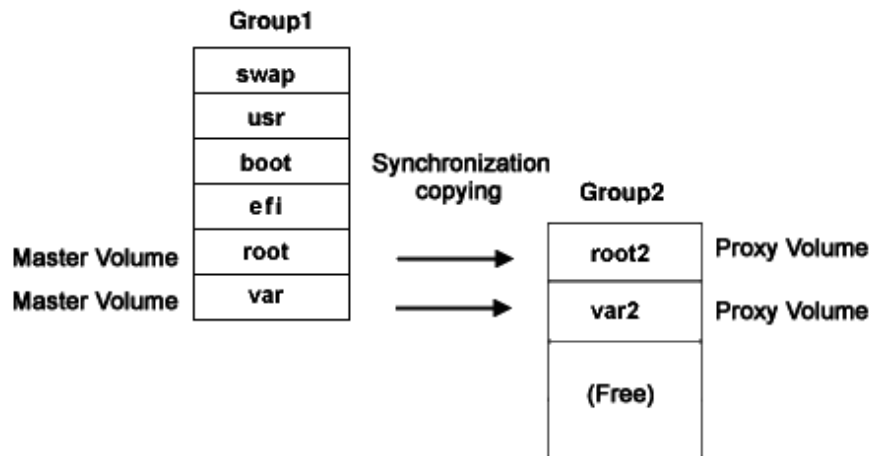 Group1
swap
usr
boot
efi
Master Volume
root
Master Volume
var
Synchronization
copying
Group2
root2
Proxy Volume
var2
Proxy Volume
(Free)